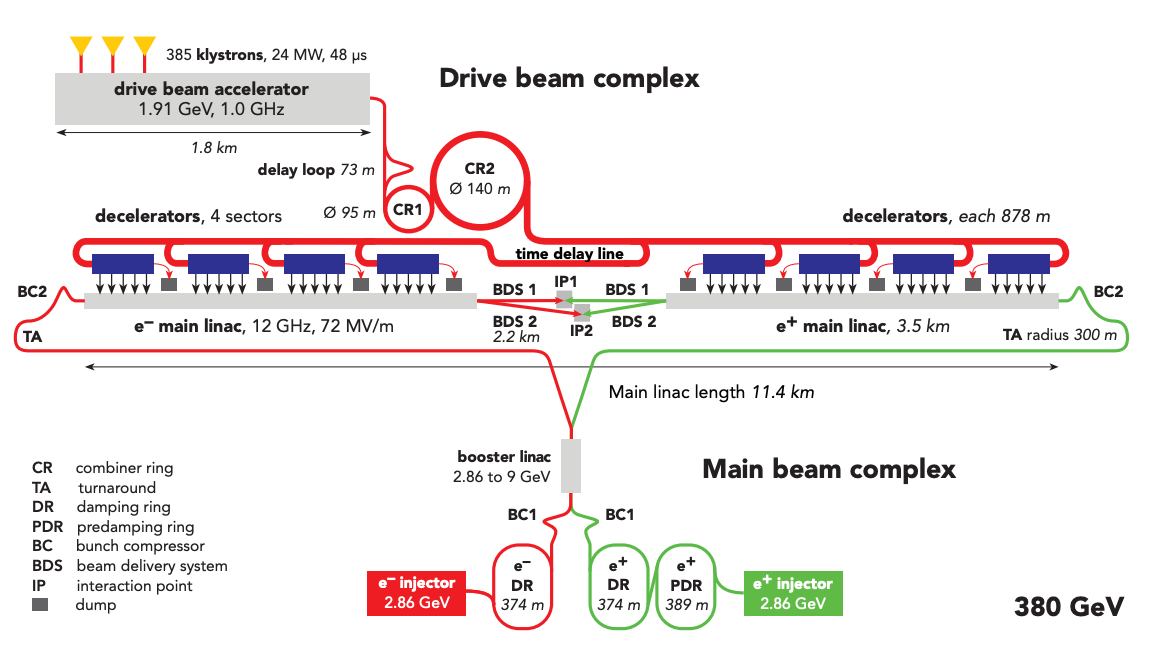 385 klystrons, 24 MW, 48 µs
Drive beam complex
drive beam accelerator
1.91 GeV, 1.0 GHz
1.8 km
delay loop 73 m
CR2
Ø 140 m
Ø 95 m
CR1
decelerators, 4 sectors
decelerators, each 878 m
time delay line
BC2
BDS 1
IP1
BDS 1
BC2
e– main linac, 12 GHz, 72 MV/m
BDS 2
2.2 km
IP2
BDS 2
e+ main linac, 3.5 km
TA
TA radius 300 m
Main linac length 11.4 km
booster linac
2.86 to 9 GeV
Main beam complex
CR combiner ring
TA turnaround
DR damping ring
PDR predamping ring
BC bunch compressor
BDS beam delivery system
IP interaction point
dump
BC1
BC1
e– injector
2.86 GeV
e–
DR
374 m
e+
DR
374 m
e+
PDR
389 m
e+ injector
2.86 GeV
380 GeV